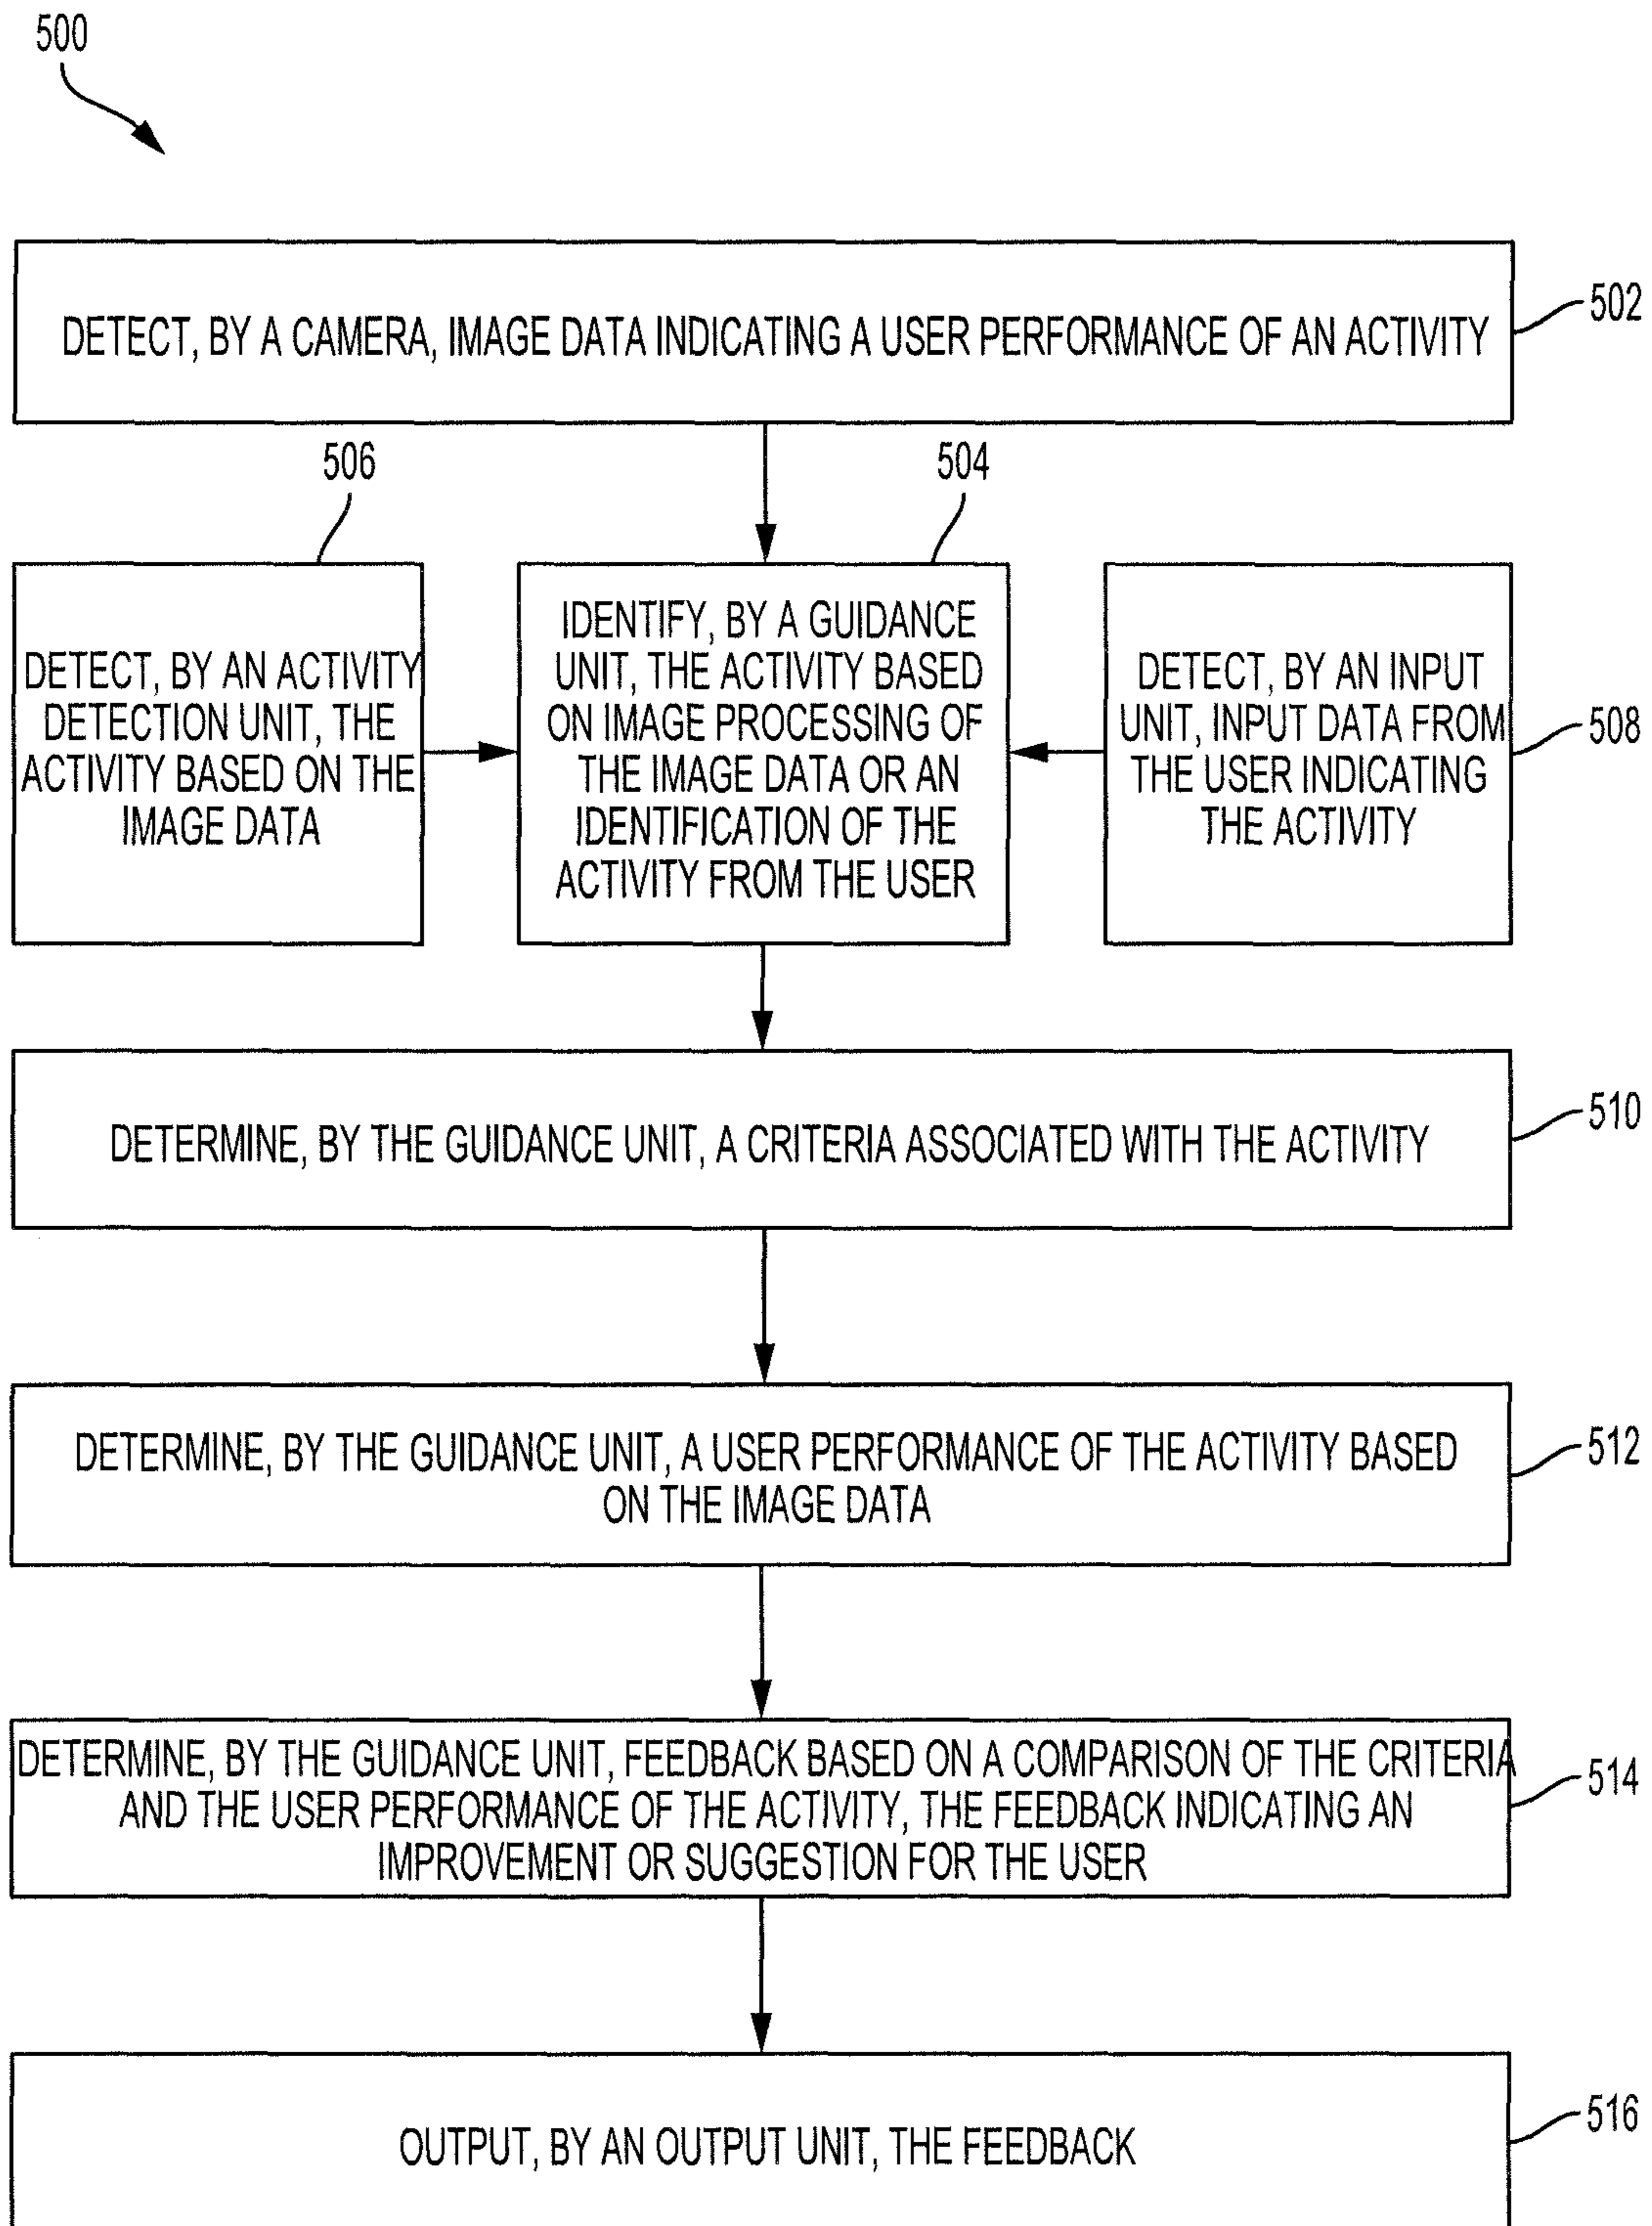 500
DETECT, BY A CAMERA, IMAGE DATA INDICATING A USER PERFORMANCE OF AN ACTIVITY
502
506
504
DETECT, BY AN ACTIVITY
DETECTION UNIT, THE
ACTIVITY BASED ON THE
IMAGE DATA
IDENTIFY, BY A GUIDANCE
UNIT, THE ACTIVITY BASED
ON IMAGE PROCESSING OF
THE IMAGE DATA OR AN
IDENTIFICATION OF THE
ACTIVITY FROM THE USER
DETECT, BY AN INPUT
UNIT, INPUT DATA FROM
THE USER INDICATING
THE ACTIVITY
508
DETERMINE, BY THE GUIDANCE UNIT, A CRITERIA ASSOCIATED WITH THE ACTIVITY
510
DETERMINE, BY THE GUIDANCE UNIT, A USER PERFORMANCE OF THE ACTIVITY BASED
ON THE IMAGE DATA
512
DETERMINE, BY THE GUIDANCE UNIT, FEEDBACK BASED ON A COMPARISON OF THE CRITERIA
AND THE USER PERFORMANCE OF THE ACTIVITY, THE FEEDBACK INDICATING AN
IMPROVEMENT OR SUGGESTION FOR THE USER
514
OUTPUT, BY AN OUTPUT UNIT, THE FEEDBACK
516